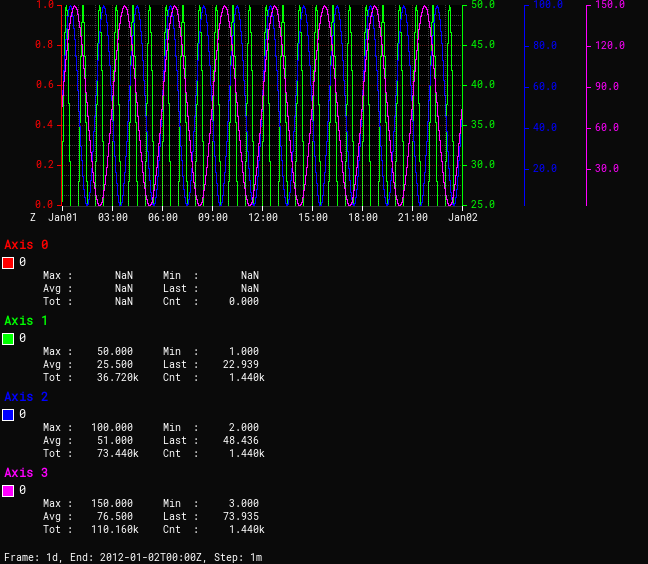 1.0 50.0 100.0 150.0
0.8 45.0 80.0 120.0
0.6 40.0 60.0 90.0
0.4 35.0 40.0 60.0
0.2 30.0 20.0 30.0
0.0 25.0
Z Jan01 03:00 06:00 09:00 12:00 15:00 18:00 21:00 Jan02
Axis 0
0
Max : NaN Min : NaN
Avg : NaN Last : NaN
Tot : NaN Cnt : 0.000
Axis 1
0
Max : 50.000 Min : 1.000
Avg : 25.500 Last : 22.939
Tot : 36.720k Cnt : 1.440k
Axis 2
0
Max : 100.000 Min : 2.000
Avg : 51.000 Last : 48.436
Tot : 73.440k Cnt : 1.440k
Axis 3
0
Max : 150.000 Min : 3.000
Avg : 76.500 Last : 73.935
Tot : 110.160k Cnt : 1.440k
Frame: 1d, End: 2012-01-02T00:00Z, Step: 1m